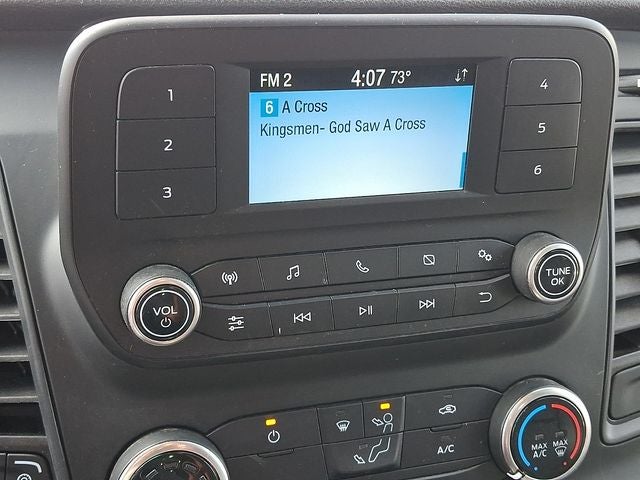 FM 2 4:07 73°
6 A Cross
Kingsmen- God Saw A Cross
1
2
3
4
5
6
VOL
TUNE
OK
A/C
MAX
A/C
MAX